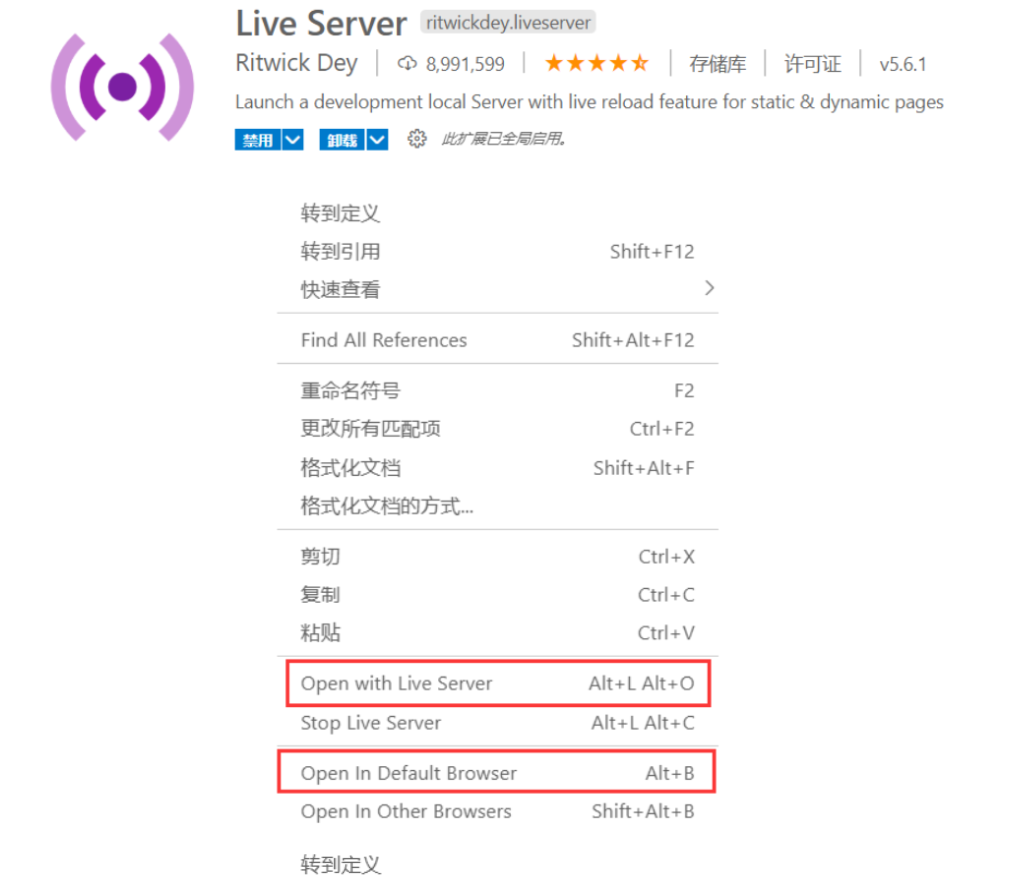 Live Server ritwickdey.liveserver
Ritwick Dey 8,991,599 存储库 许可证 v5.6.1
Launch a development local Server with live reload feature for static & dynamic pages
禁用 卸载 此扩展已全局启用。
转到定义
转到引用 Shift+F12
快速查看
Find All References Shift+Alt+F12
重命名符号 F2
更改所有匹配项 Ctrl+F2
格式化文档 Shift+Alt+F
格式化文档的方式...
剪切 Ctrl+X
复制 Ctrl+C
粘贴 Ctrl+V
Open with Live Server Alt+L Alt+O
Stop Live Server Alt+L Alt+C
Open In Default Browser Alt+B
Open In Other Browsers Shift+Alt+B
转到定义